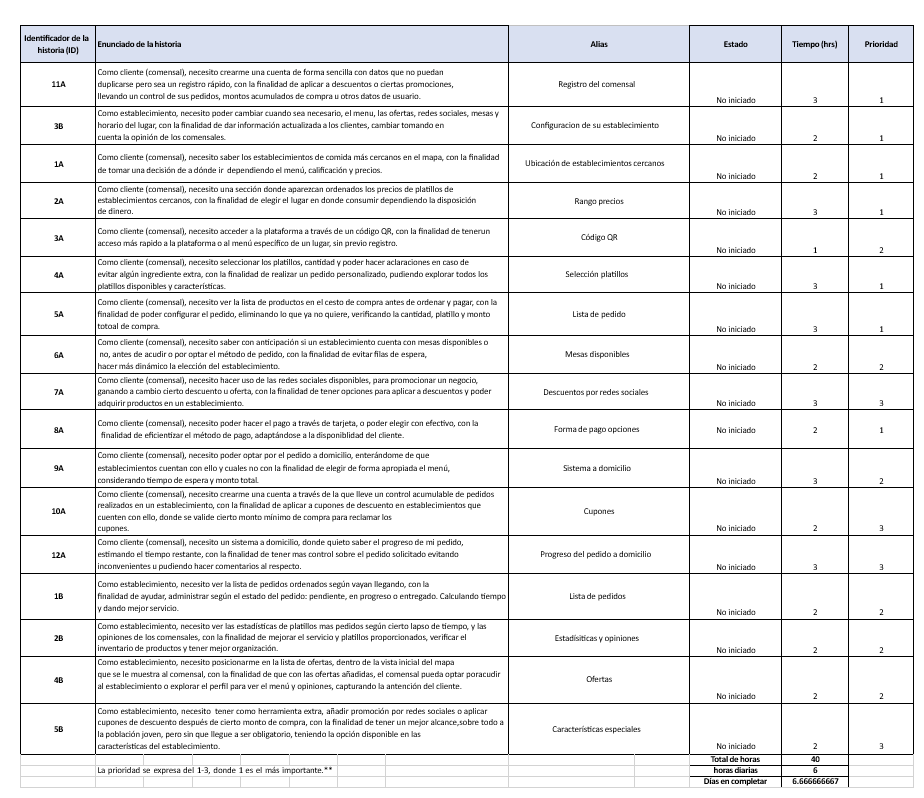 Identificador de la historia (ID) Enunciado de la historia Alias Estado Tiempo (hrs) Prioridad
11A
Como cliente (comensal), necesito crearme una cuenta de forma sencilla con datos que no puedan
duplicarse pero sea un registro rápido, con la finalidad de aplicar a descuentos o ciertas promociones,
llevando un control de sus pedidos, montos acumulados de compra u otros datos de usuario.
Registro del comensal No iniciado 3 1
3B
Como establecimiento, necesito poder cambiar cuando sea necesario, el menu, las ofertas, redes sociales, mesas y
horario del lugar, con la finalidad de dar información actualizada a los clientes, cambiar tomando en
cuenta la opinión de los comensales.
Configuracion de su establecimiento No iniciado 2 1
1A
Como cliente (comensal), necesito saber los establecimientos de comida más cercanos en el mapa, con la finalidad
de tomar una decisión de a dónde ir dependiendo el menú, calificación y precios.
Ubicación de establecimientos cercanos No iniciado 2 1
2A
Como cliente (comensal), necesito una sección donde aparezcan ordenados los precios de platillos de
establecimientos cercanos, con la finalidad de elegir el lugar en donde consumir dependiendo la disposición
de dinero.
Rango precios No iniciado 3 1
3A
Como cliente (comensal), necesito acceder a la plataforma a través de un código QR, con la finalidad de tenerun
acceso más rapido a la plataforma o al menú específico de un lugar, sin previo registro.
Código QR No iniciado 1 2
4A
Como cliente (comensal), necesito seleccionar los platillos, cantidad y poder hacer aclaraciones en caso de
evitar algún ingrediente extra, con la finalidad de realizar un pedido personalizado, pudiendo explorar todos los
platillos disponibles y características.
Selección platillos No iniciado 3 1
5A
Como cliente (comensal), necesito ver la lista de productos en el cesto de compra antes de ordenar y pagar, con la
finalidad de poder configurar el pedido, eliminando lo que ya no quiere, verificando la cantidad, platillo y monto
totoal de compra.
Lista de pedido No iniciado 3 1
6A
Como cliente (comensal), necesito saber con anticipación si un establecimiento cuenta con mesas disponibles o
no, antes de acudir o por optar el método de pedido, con la finalidad de evitar filas de espera,
hacer más dinámico la elección del establecimiento.
Mesas disponibles No iniciado 2 2
7A
Como cliente (comensal), necesito hacer uso de las redes sociales disponibles, para promocionar un negocio,
ganando a cambio cierto descuento u oferta, con la finalidad de tener opciones para aplicar a descuentos y poder
adquirir productos en un establecimiento.
Descuentos por redes sociales No iniciado 3 3
8A
Como cliente (comensal), necesito poder hacer el pago a través de tarjeta, o poder elegir con efectivo, con la
finalidad de eficientizar el método de pago, adaptándose a la disponiblidad del cliente.
Forma de pago opciones No iniciado 2 1
9A
Como cliente (comensal), necesito poder optar por el pedido a domicilio, enterándome de que
establecimientos cuentan con ello y cuales no con la finalidad de elegir de forma apropiada el menú,
considerando tiempo de espera y monto total.
Sistema a domicilio No iniciado 3 2
10A
Como cliente (comensal), necesito crearme una cuenta a través de la que lleve un control acumulable de pedidos
realizados en un establecimiento, con la finalidad de aplicar a cupones de descuento en establecimientos que
cuenten con ello, donde se valide cierto monto mínimo de compra para reclamar los
cupones.
Cupones No iniciado 2 3
12A
Como cliente (comensal), necesito un sistema a domicilio, donde quieto saber el progreso de mi pedido,
estimando el tiempo restante, con la finalidad de tener mas control sobre el pedido solicitado evitando
inconvenientes u pudiendo hacer comentarios al respecto.
Progreso del pedido a domicilio No iniciado 3 3
1B
Como establecimiento, necesito ver la lista de pedidos ordenados según vayan llegando, con la
finalidad de ayudar, administrar según el estado del pedido: pendiente, en progreso o entregado. Calculando tiempo
y dando mejor servicio.
Lista de pedidos No iniciado 2 2
2B
Como establecimiento, necesito ver las estadísticas de platillos mas pedidos según cierto lapso de tiempo, y las
opiniones de los comensales, con la finalidad de mejorar el servicio y platillos proporcionados, verificar el
inventario de productos y tener mejor organización.
Estadísiticas y opiniones No iniciado 2 2
4B
Como establecimiento, necesito posicionarme en la lista de ofertas, dentro de la vista inicial del mapa
que se le muestra al comensal, con la finalidad de que con las ofertas añadidas, el comensal pueda optar poracudir
al establecimiento o explorar el perfil para ver el menú y opiniones, capturando la antención del cliente.
Ofertas No iniciado 2 2
5B
Como establecimiento, necesito tener como herramienta extra, añadir promoción por redes sociales o aplicar
cupones de descuento después de cierto monto de compra, con la finalidad de tener un mejor alcance,sobre todo a
la población joven, pero sin que llegue a ser obligatorio, teniendo la opción disponible en las
características del establecimiento.
Características especiales No iniciado 2 3
Total de horas 40
La prioridad se expresa del 1-3, donde 1 es el más importante.** horas diarias 6
Días en completar 6.666666667